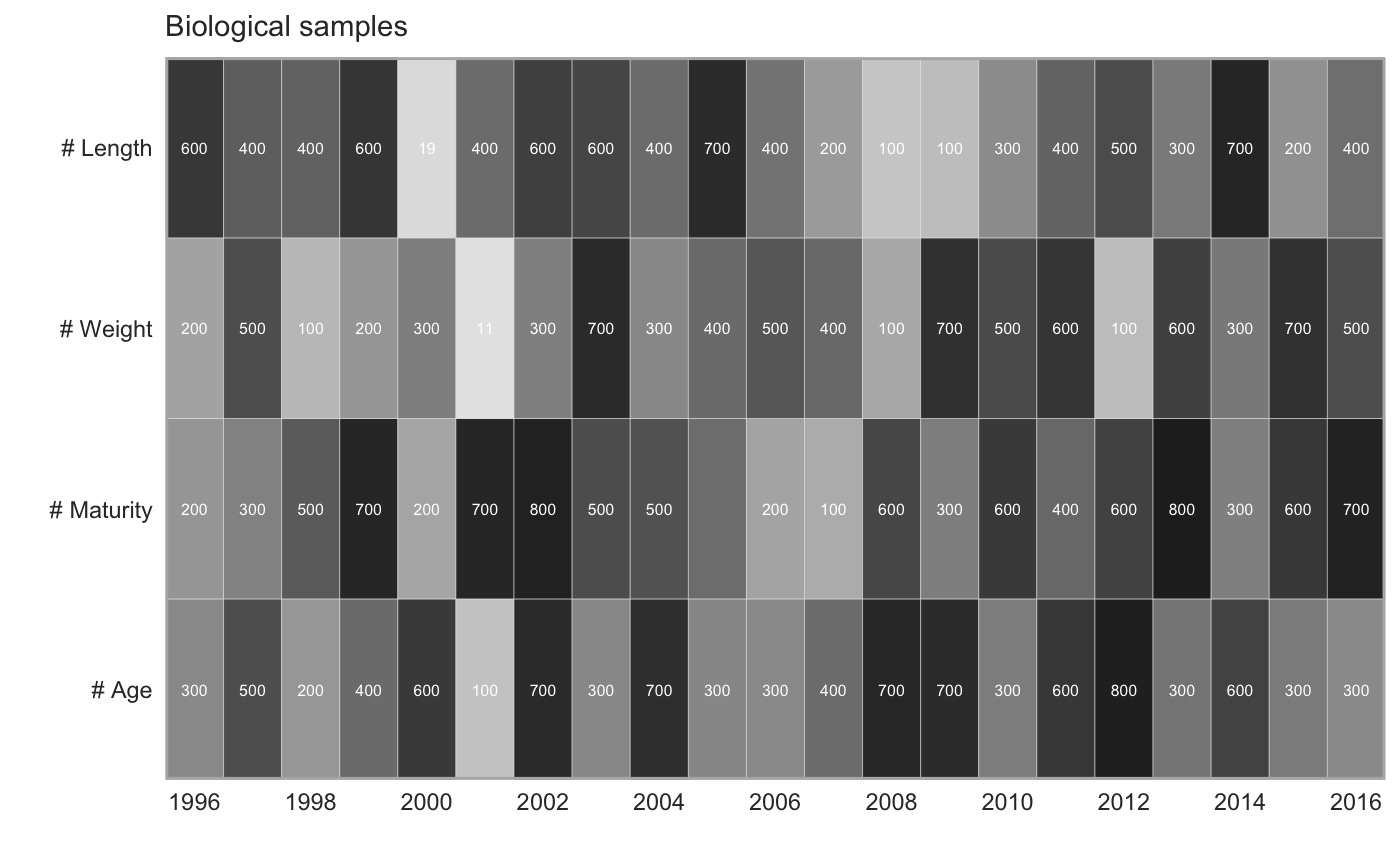 Biological samples
# Length 600 400 400 600 19 400 600 600 400 700 400 200 100 100 300 400 500 300 700 200 400
# Weight 200 500 100 200 300 11 300 700 300 400 500 400 100 700 500 600 100 600 300 700 500
# Maturity 200 300 500 700 200 700 800 500 500 200 100 600 300 600 400 600 800 300 600 700
# Age 300 500 200 400 600 100 700 300 700 300 300 400 700 700 300 600 800 300 600 300 300
1996 1998 2000 2002 2004 2006 2008 2010 2012 2014 2016